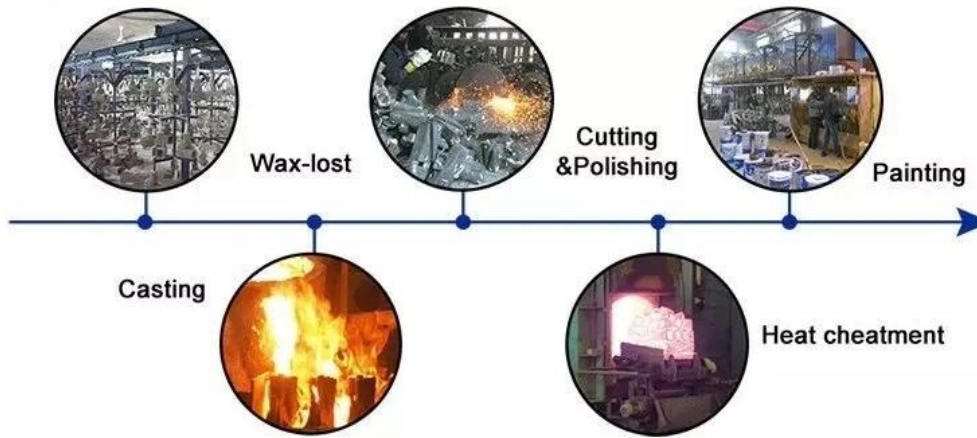 Wax-lost
Casting
Cutting
&Polishing
Heat cheatment
Painting